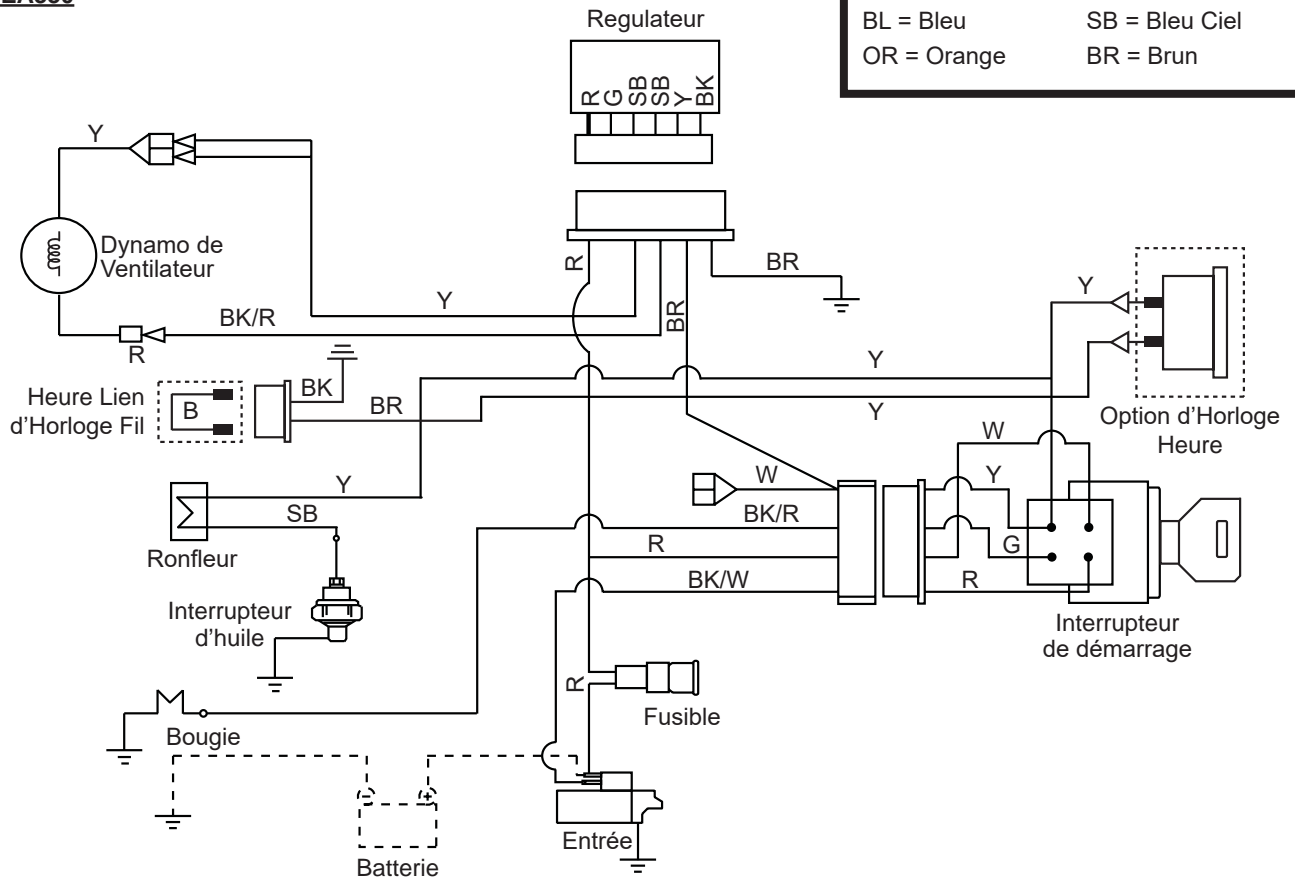 Regulateur
BL = Bleu SB = Bleu Ciel
OR = Orange BR = Brun
R G SB SB Y BK
Y
Dynamo de
Ventilateur
R
BR
Y
BR
Y
BK/R
R
Y
Heure Lien
d'Horloge Fil
B
BK
BR
Y
Option d'Horloge
Heure
W
W
Y
Y
SB
BK/R
G
Ronfleur
R
BK/W
R
Interrupteur
d'huile
Interrupteur
de démarrage
R
Fusible
Bougie
Entrée
Batterie